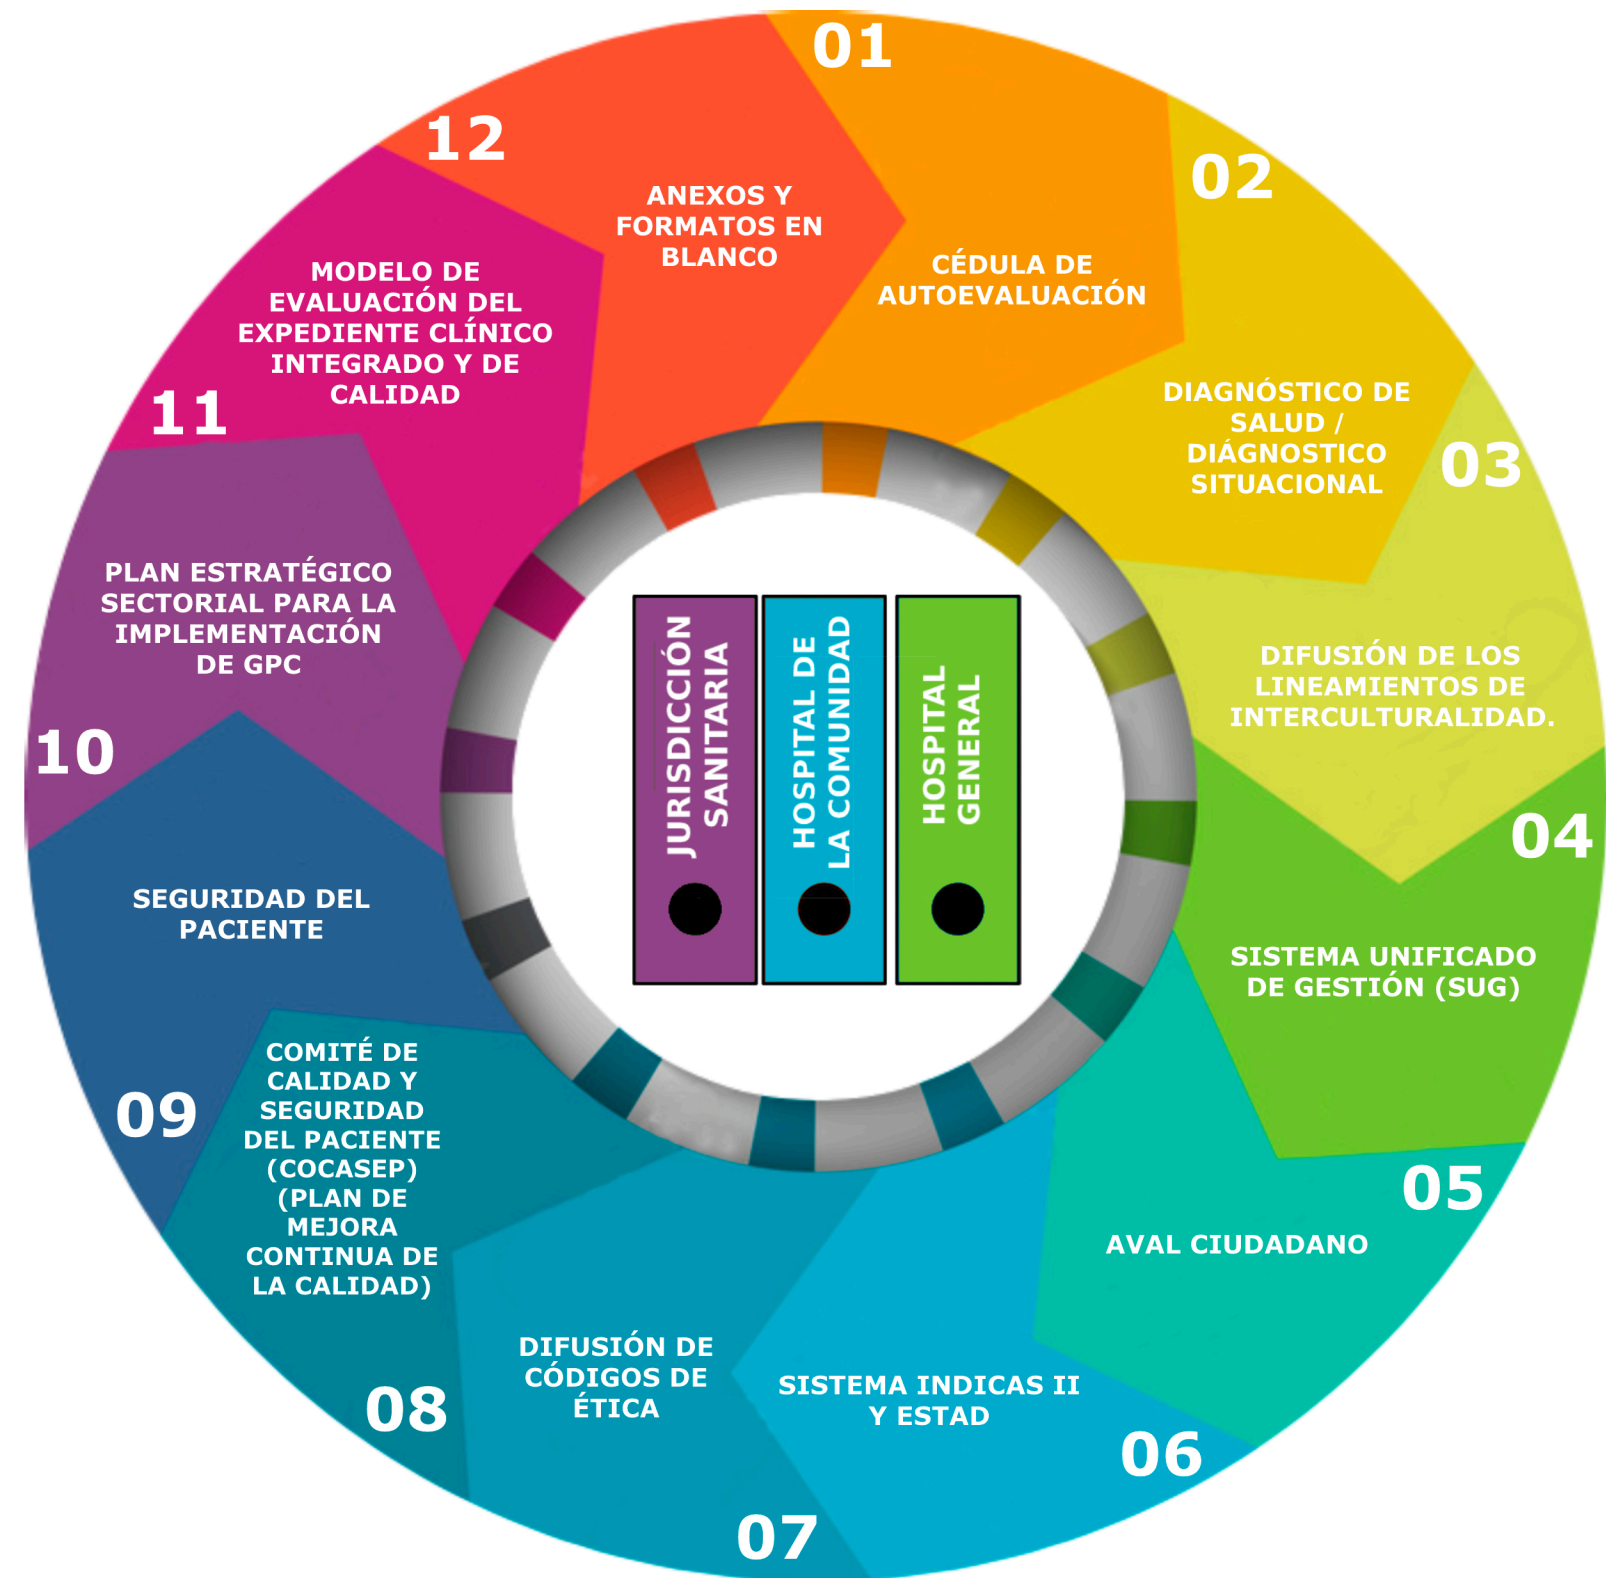 01
CÉDULA DE
AUTOEVALUACIÓN
02
DIAGNÓSTICO DE
SALUD /
DIÁGNOSTICO
SITUACIONAL
03
DIFUSIÓN DE LOS
LINEAMIENTOS DE
INTERCULTURALIDAD.
04
SISTEMA UNIFICADO
DE GESTIÓN (SUG)
05
AVAL CIUDADANO
06
SISTEMA INDICAS II
Y ESTAD
07
DIFUSIÓN DE
CÓDIGOS DE
ÉTICA
08
COMITÉ DE
CALIDAD Y
SEGURIDAD
DEL PACIENTE
(COCASEP)
(PLAN DE
MEJORA
CONTINUA DE
LA CALIDAD)
09
SEGURIDAD DEL
PACIENTE
10
PLAN ESTRATÉGICO
SECTORIAL PARA LA
IMPLEMENTACIÓN
DE GPC
11
MODELO DE
EVALUACIÓN DEL
EXPEDIENTE CLÍNICO
INTEGRADO Y DE
CALIDAD
12
ANEXOS Y
FORMATOS EN
BLANCO
JURISDICCIÓN
SANITARIA
HOSPITAL DE
LA COMUNIDAD
HOSPITAL
GENERAL